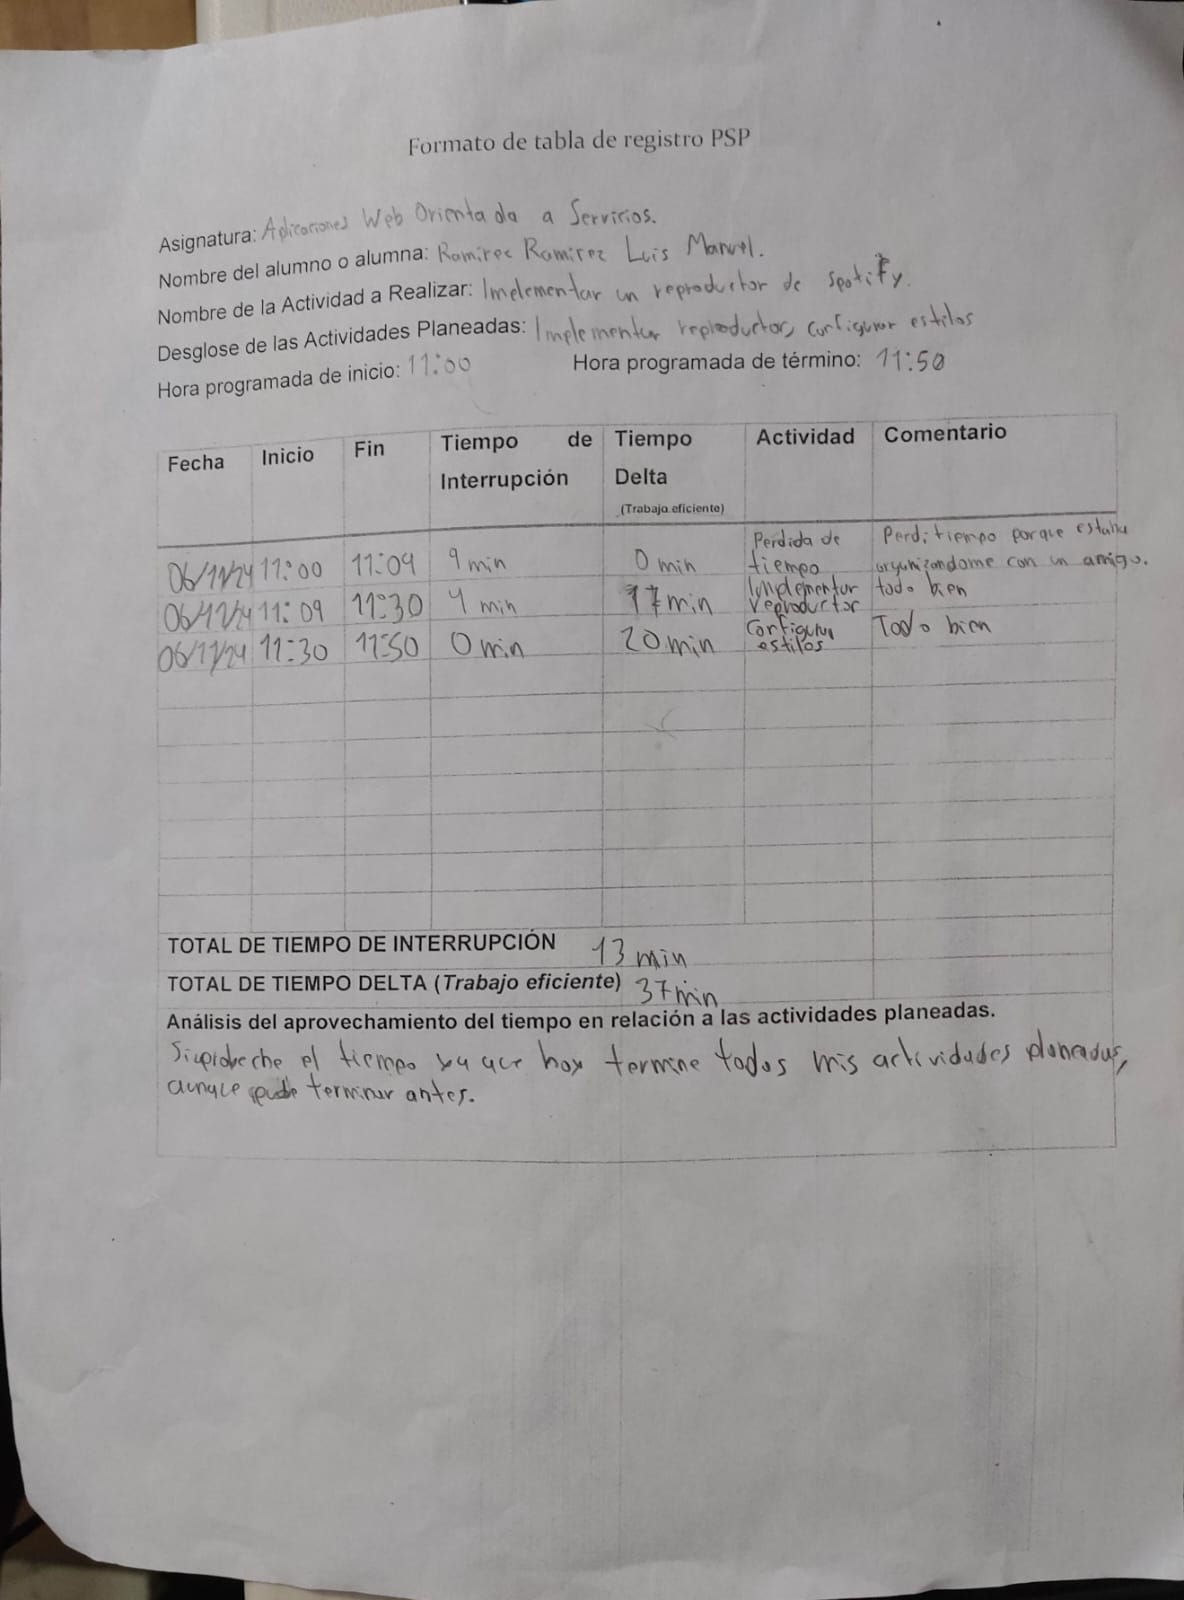 Formato de tabla de registro PSP
Asignatura: Aplicaciones Web Orientada a Servicios.
Nombre del alumno o alumna: Ramirez Ramirez Luis Manuel.
Nombre de la Actividad a Realizar: Imelementar un reproductor de spotify.
Desglose de las Actividades Planeadas: Implementar reproductor, configurar estilos
Hora programada de inicio: 11:00 Hora programada de término: 11:50
Fecha Inicio Fin Tiempo de Interrupción Tiempo Delta (Trabajo eficiente) Actividad Comentario
06/11/24 11:00 11:09 9 min 0 min Perdida de tiempo Perdi tiempo porque estaba organizandome con un amigo.
06/11/24 11:09 11:30 4 min 17 min Implementar reproductor todo bien
06/11/24 11:30 11:50 0 min 20 min Configurar estilos Todo bien
TOTAL DE TIEMPO DE INTERRUPCIÓN 13 min
TOTAL DE TIEMPO DELTA (Trabajo eficiente) 37 min
Análisis del aprovechamiento del tiempo en relación a las actividades planeadas.
Si aprobeche el tiempo ya que hoy termine todos mis actividades planeadas,
aunque pude terminar antes.